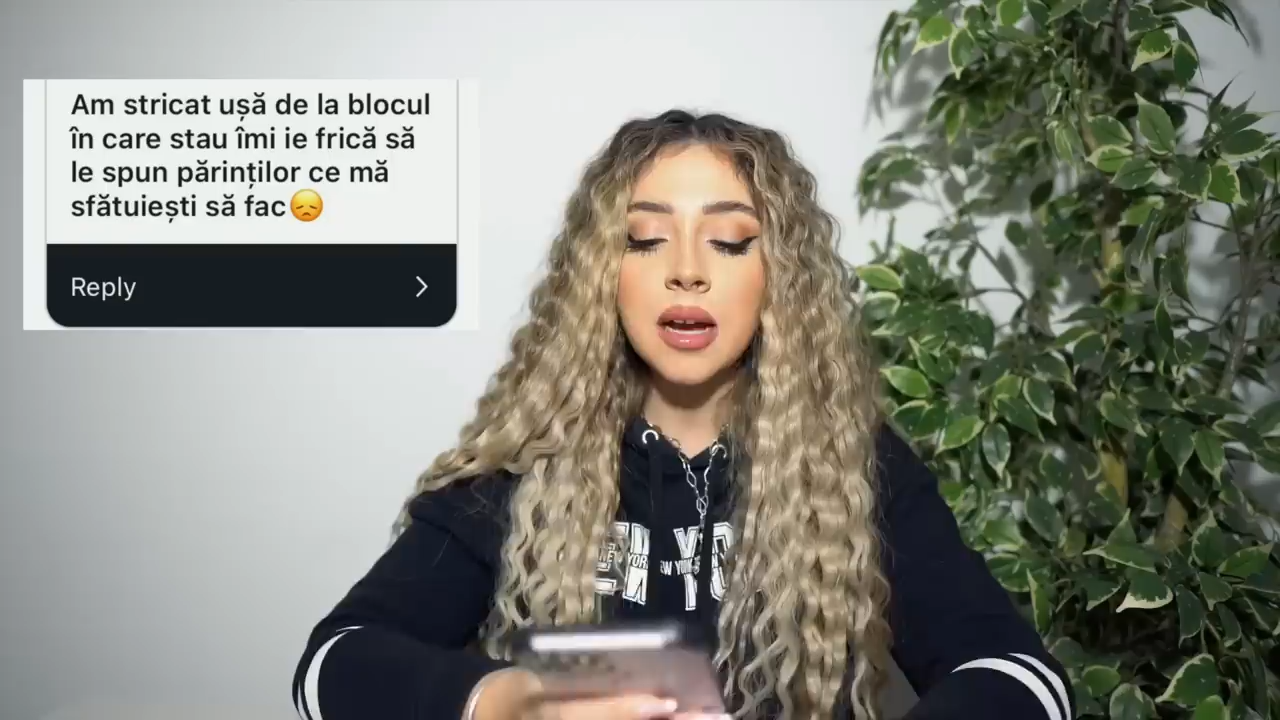 Am stricat ușă de la blocul
în care stau îmi ie frică să
le spun părinților ce mă
sfătuiești să fac😞
Reply